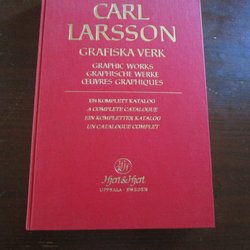 CARL
LARSSON
GRAFISKA VERK
GRAPHIC WORKS
GRAPHISCHE WERKE
ŒUVRES GRAPHIQUES
EN KOMPLETT KATALOG
A COMPLETE CATALOGUE
EIN KOMPLETTER KATALOG
UN CATALOGUE COMPLET
Hjert & Hjert
UPPSALA · SWEDEN